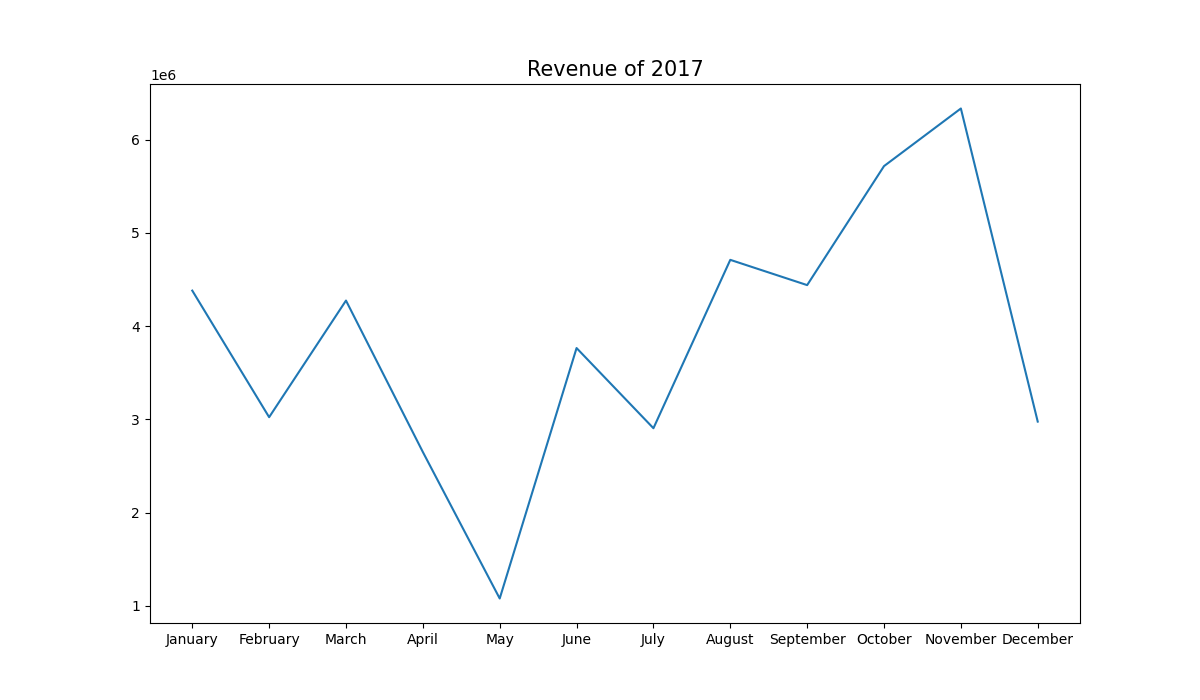 Revenue of 2017
1e6
6
5
4
3
2
1
January February March April May June July August September October November December